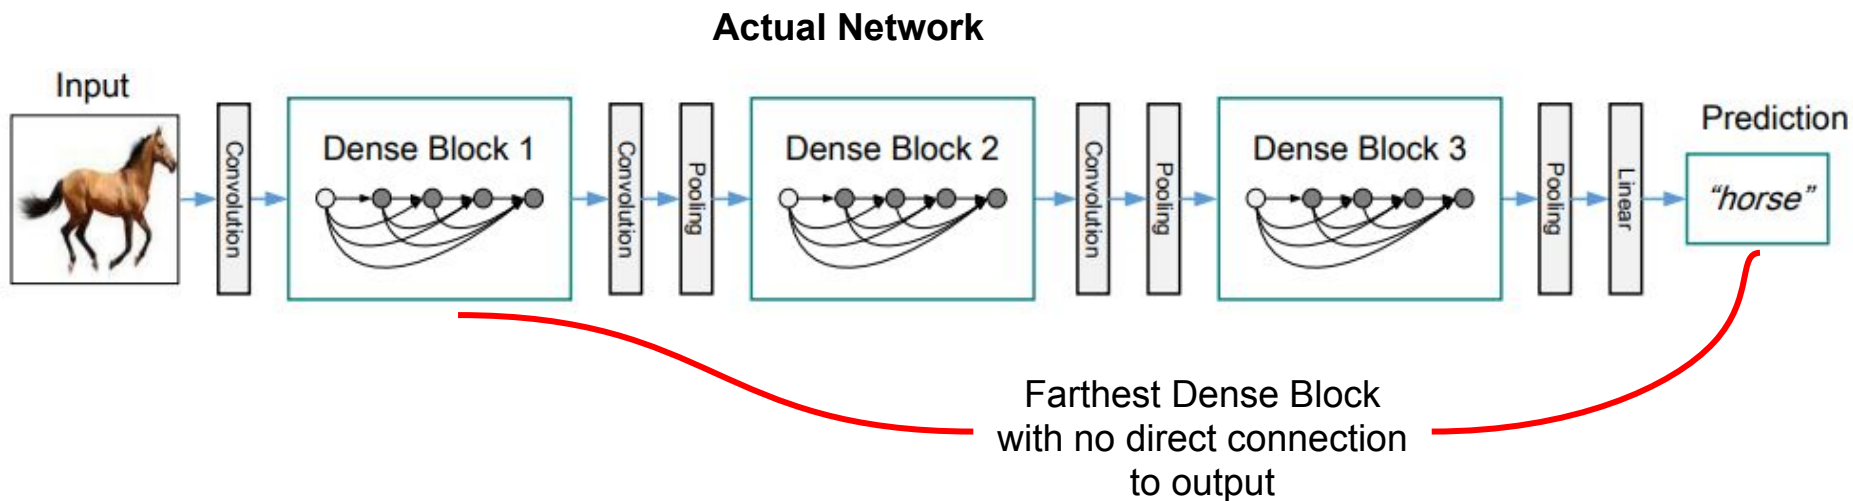 Actual Network
Input
Convolution
Dense Block 1
Convolution
Pooling
Dense Block 2
Convolution
Pooling
Dense Block 3
Pooling
Linear
Prediction
“horse”
Farthest Dense Block
with no direct connection
to output